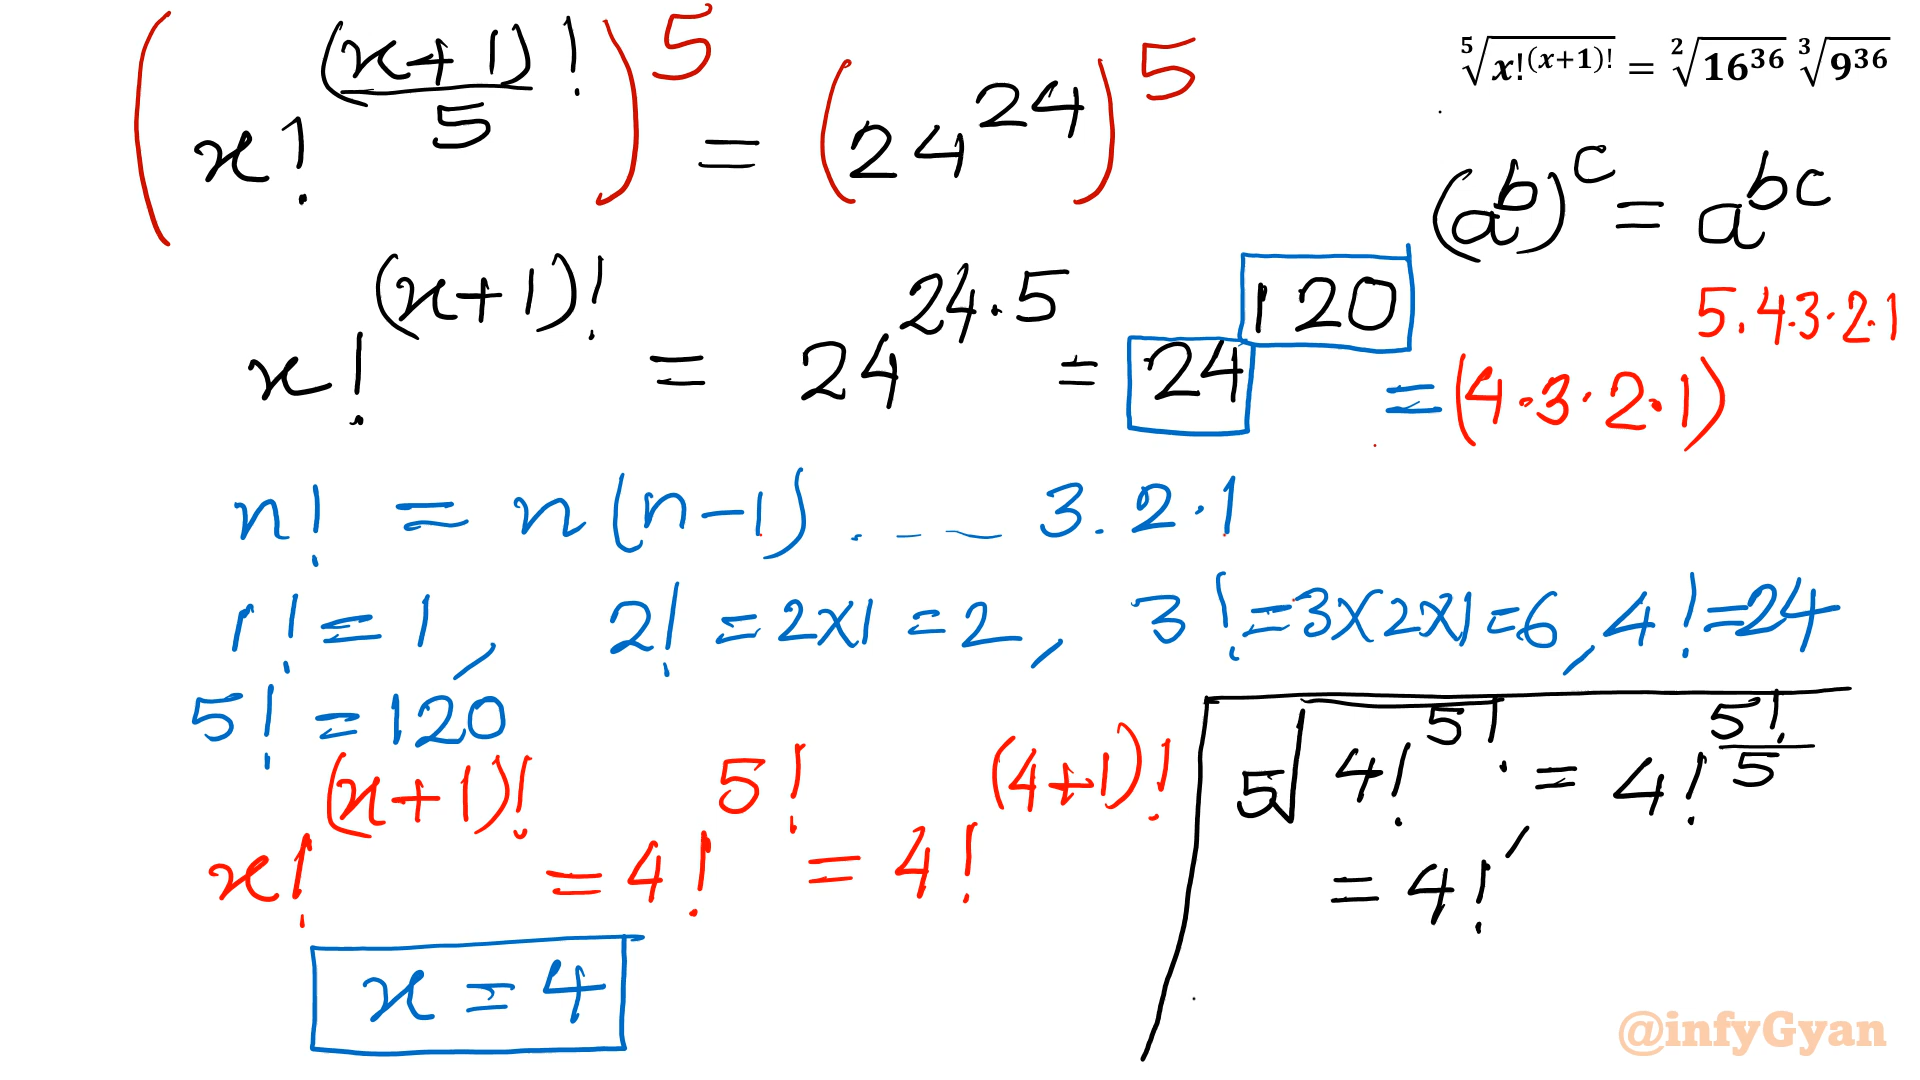 (x!^((x+1)!/5))^5 = (24^24)^5
⁵√(x!^(x+1)!) = ²√(16^36) ³√(9^36)
(a^b)^c = a^(bc)
x!^(x+1)! = 24^(24·5) = 24^120
= (4·3·2·1)^(5.4.3.2.1)
n! = n(n-1) . --- 3.2.1
1! = 1, 2! = 2x1 = 2, 3! = 3x2x1 = 6, 4! = 24
5! = 120
x!^(x+1)! = 4!^5! = 4!^(4+1)!
x = 4
5√(4!^5!) = 4!^(5!/5)
= 4!
@infyGyan